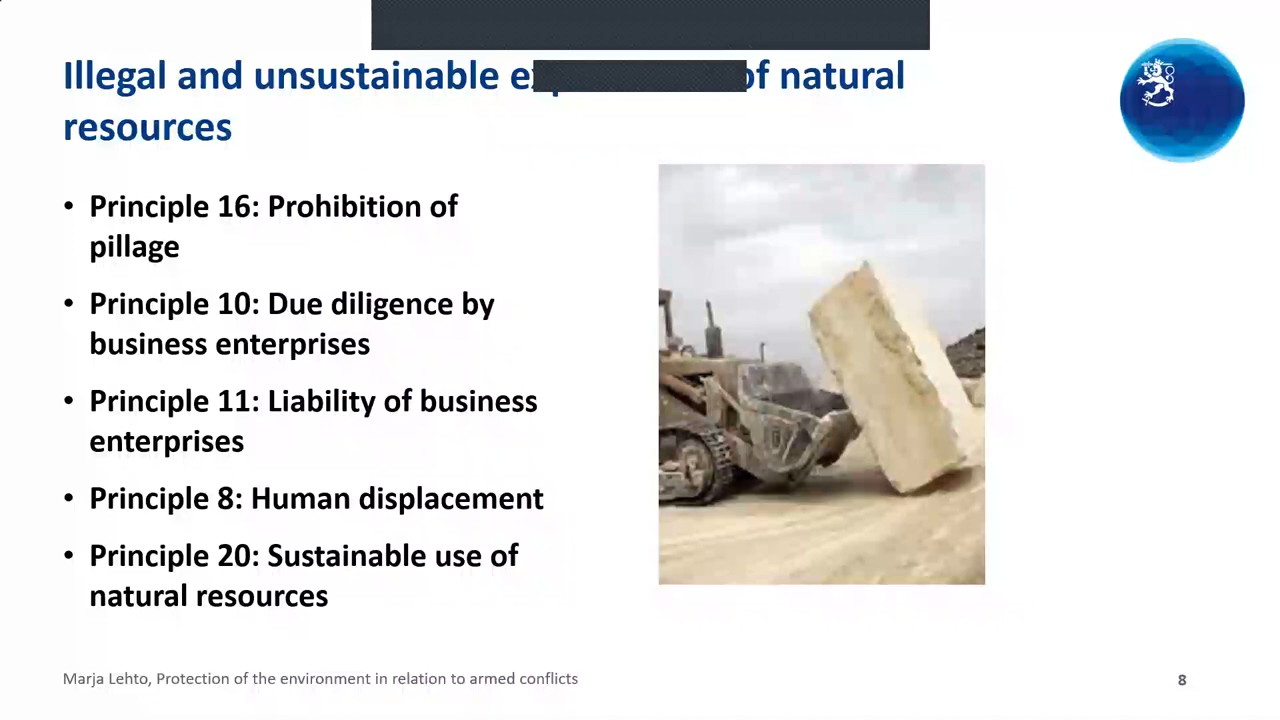 Illegal and unsustainable of natural
resources
• Principle 16: Prohibition of
pillage
• Principle 10: Due diligence by
business enterprises
• Principle 11: Liability of business
enterprises
• Principle 8: Human displacement
• Principle 20: Sustainable use of
natural resources
Marja Lehto, Protection of the environment in relation to armed conflicts
8